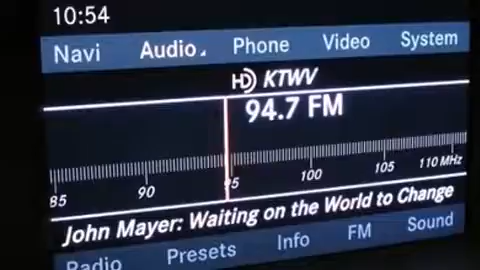 10:54
Navi Audio Phone Video System
HD KTWV
94.7 FM
85 90 95 100 105 110 MHz
John Mayer: Waiting on the World to Change
Radio Presets Info FM Sound